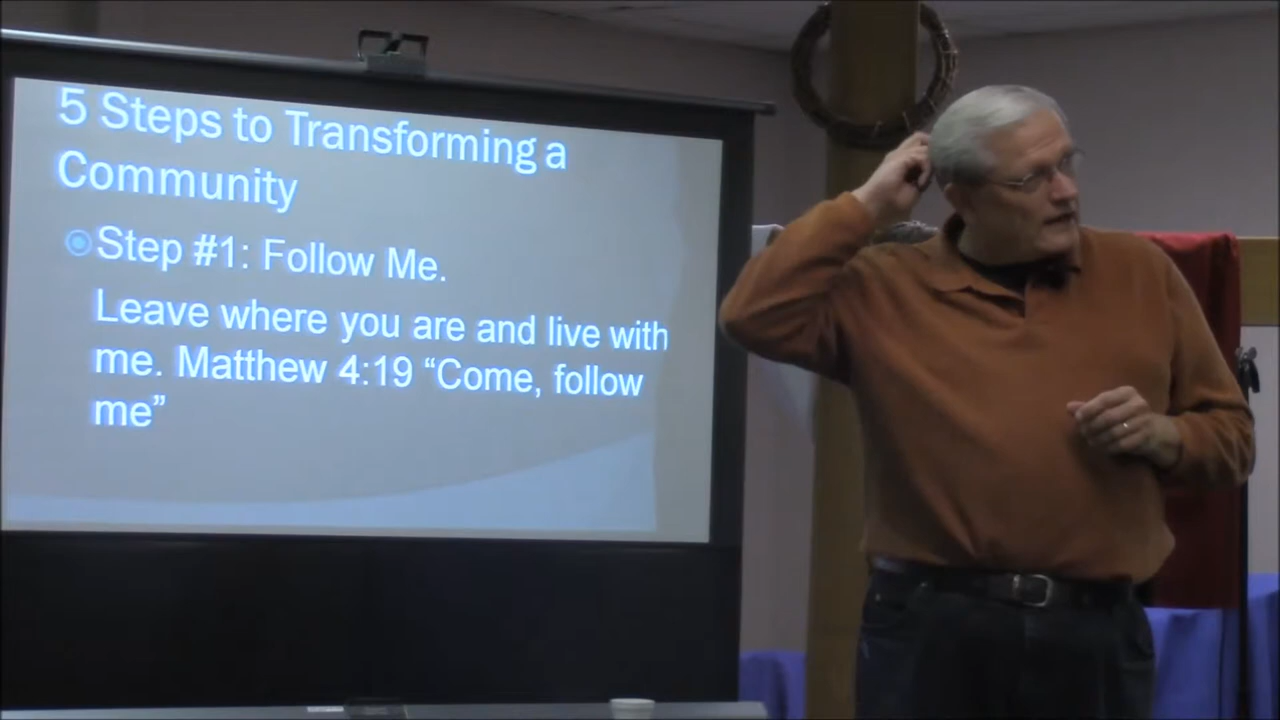 5 Steps to Transforming a
Community
Step #1: Follow Me.
Leave where you are and live with
me. Matthew 4:19 “Come, follow
me”